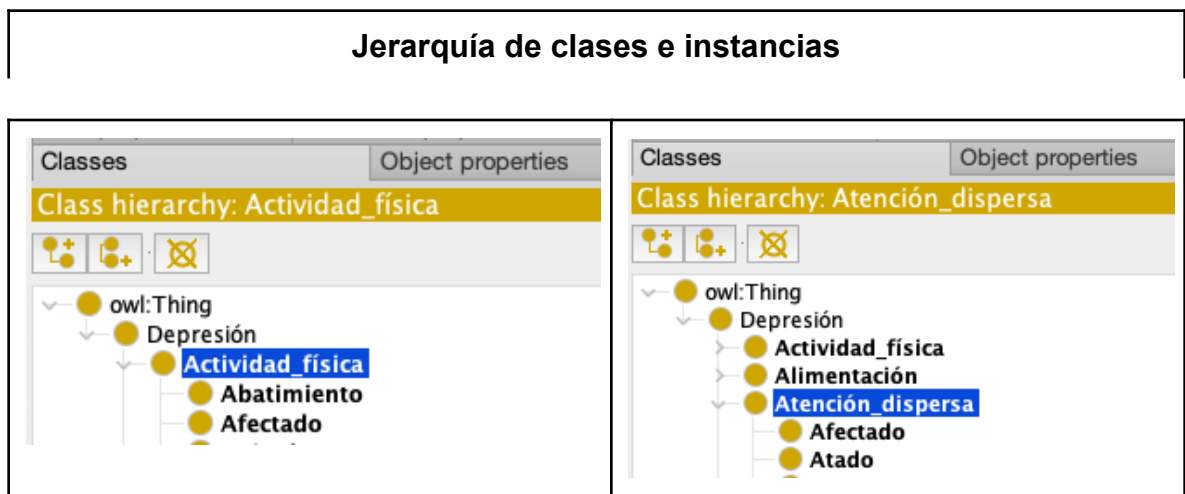 Jerarquía de clases e instancias
Classes
Object properties
Class hierarchy: Actividad_física
owl:Thing
Depresión
Actividad_física
Abatimiento
Afectado
Classes
Object properties
Class hierarchy: Atención_dispersa
owl:Thing
Depresión
Actividad_física
Alimentación
Atención_dispersa
Afectado
Atado